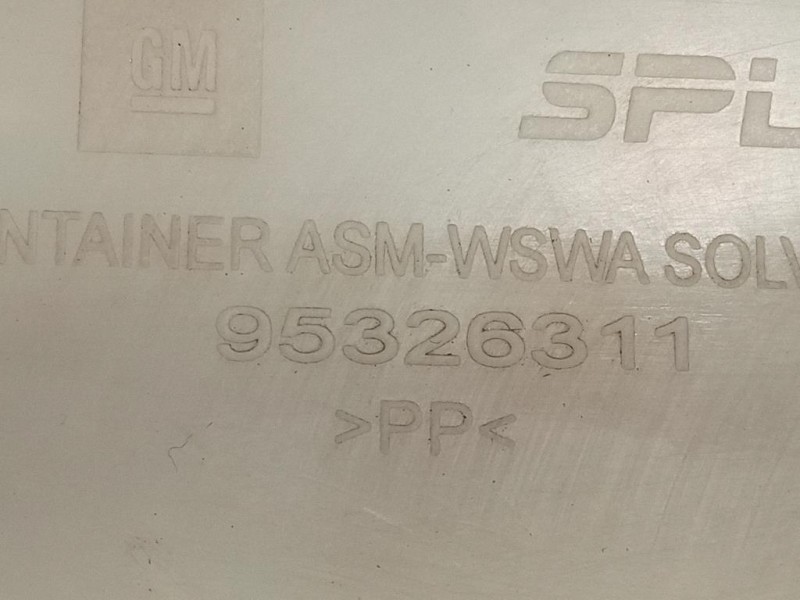 GM
SPL
NTAINER ASM-WSWA SOLV
95326311
>PP<